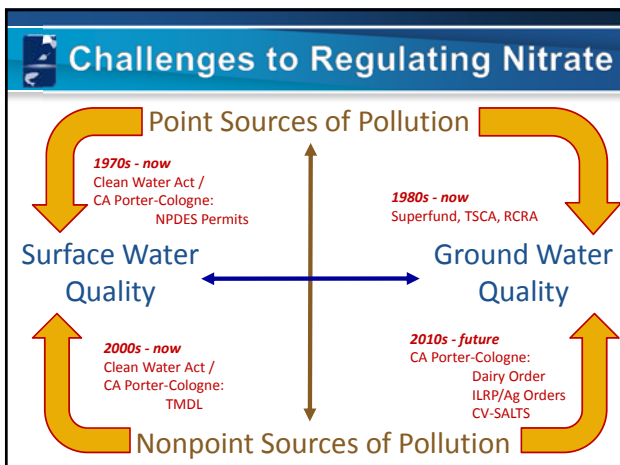 Challenges to Regulating Nitrate
Point Sources of Pollution
1970s - now
Clean Water Act /
CA Porter-Cologne:
NPDES Permits
1980s - now
Superfund, TSCA, RCRA
Surface Water
Quality
Ground Water
Quality
2000s - now
Clean Water Act /
CA Porter-Cologne:
TMDL
2010s - future
CA Porter-Cologne:
Dairy Order
ILRP/Ag Orders
CV-SALTS
Nonpoint Sources of Pollution